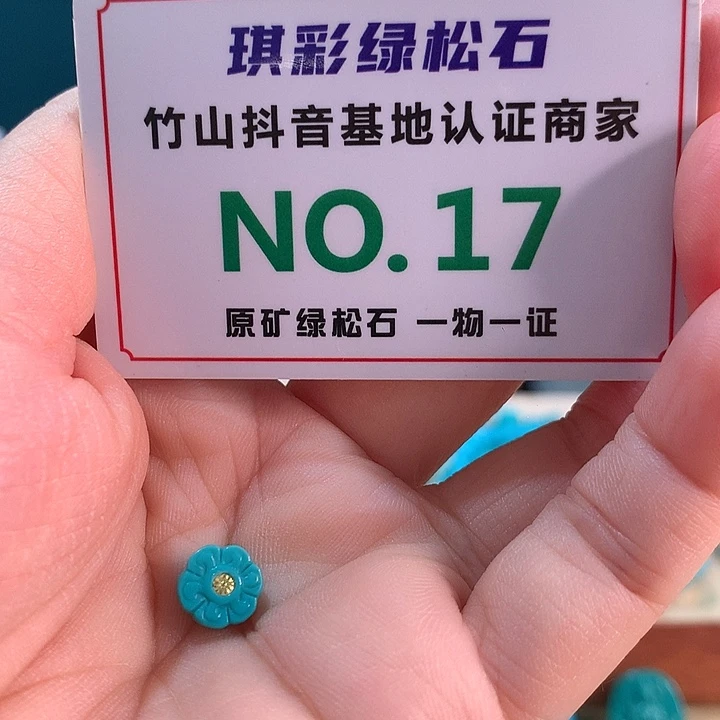 琪彩绿松石
竹山抖音基地认证商家
NO.17
原矿绿松石 一物一证